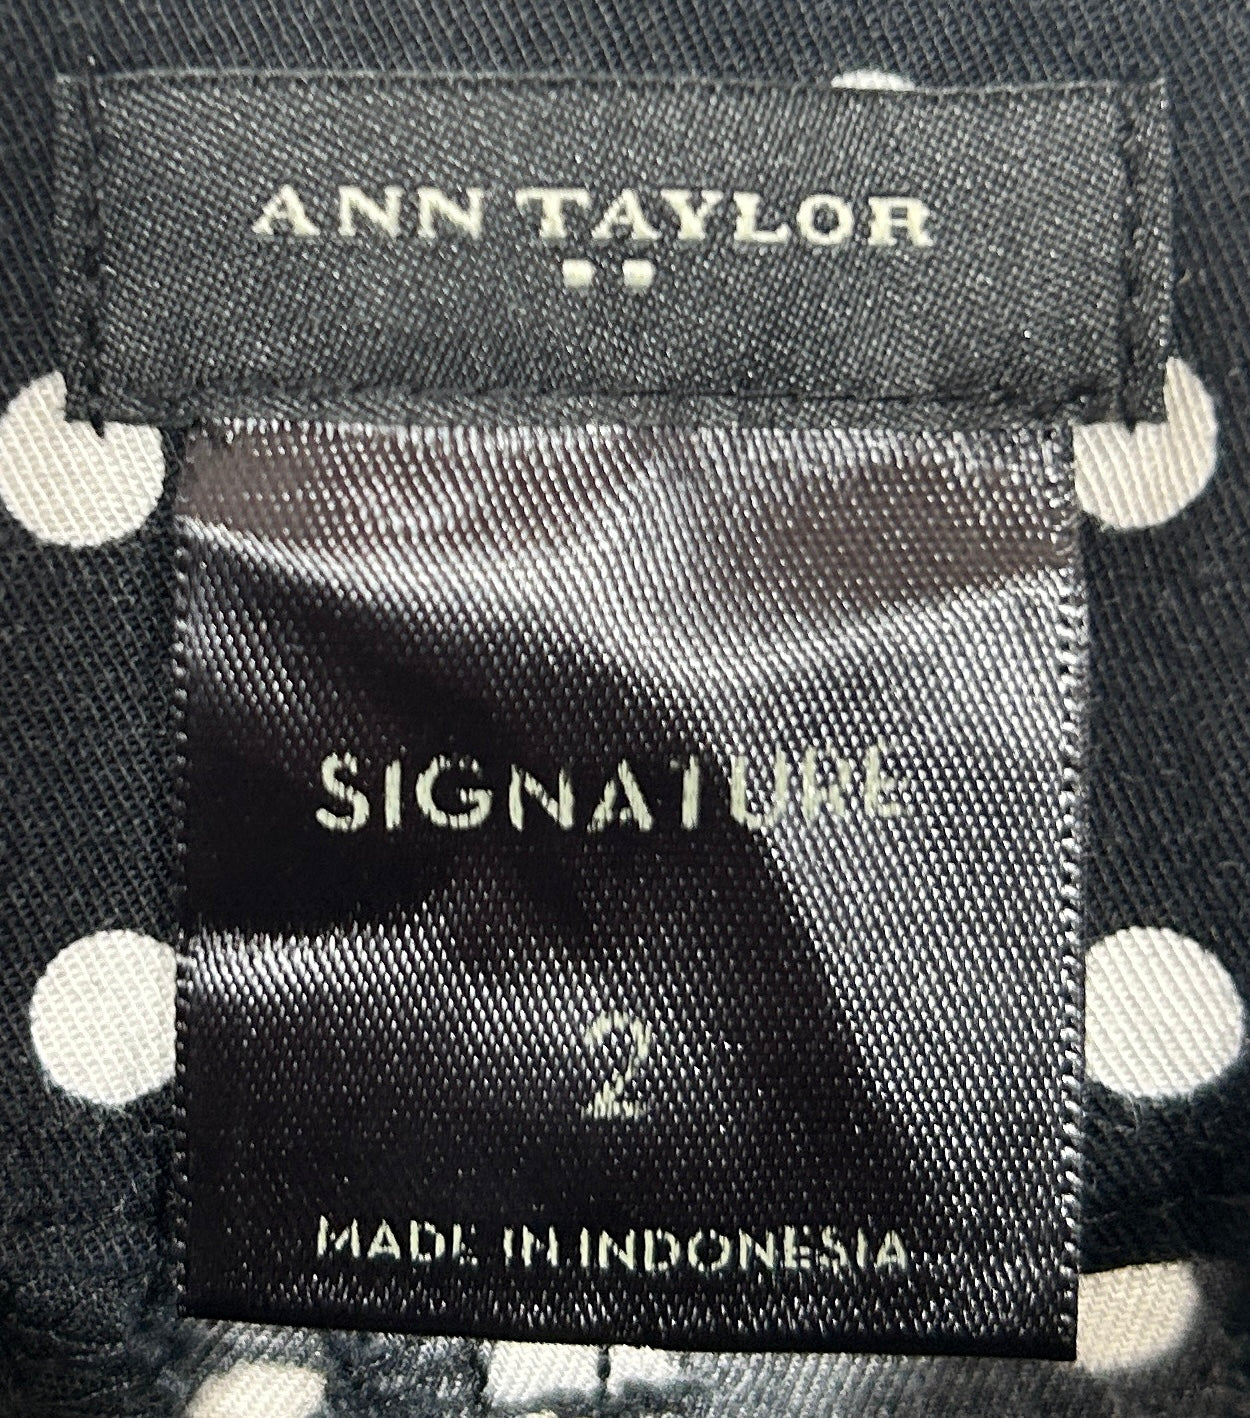 ANN TAYLOR
SIGNATURE
2
MADE IN INDONESIA